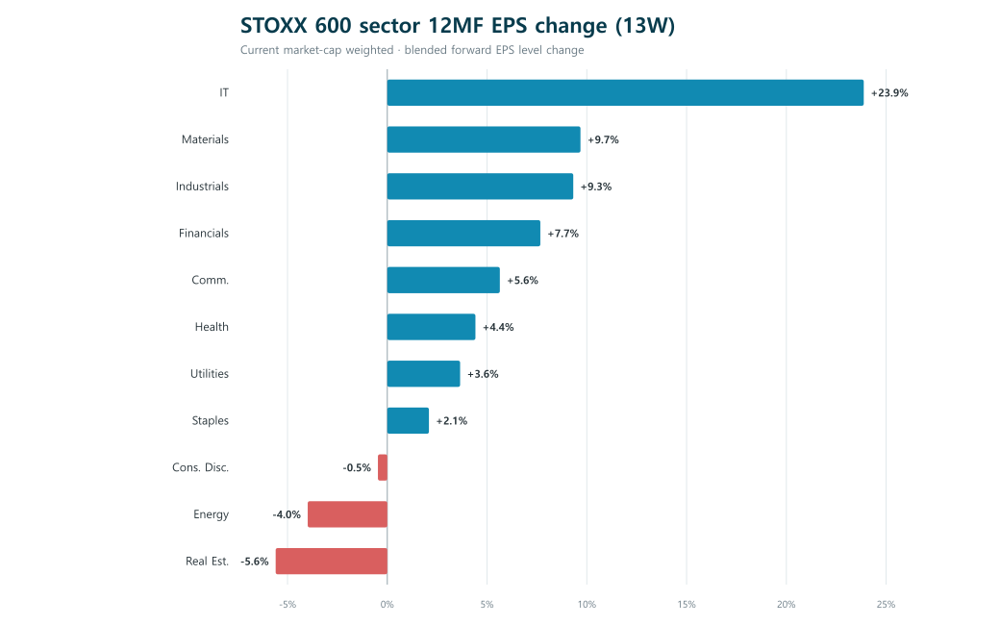 STOXX 600 sector 12MF EPS change (13W)
Current market-cap weighted · blended forward EPS level change
IT +23.9%
Materials +9.7%
Industrials +9.3%
Financials +7.7%
Comm. +5.6%
Health +4.4%
Utilities +3.6%
Staples +2.1%
Cons. Disc. -0.5%
Energy -4.0%
Real Est. -5.6%
-5% 0% 5% 10% 15% 20% 25%